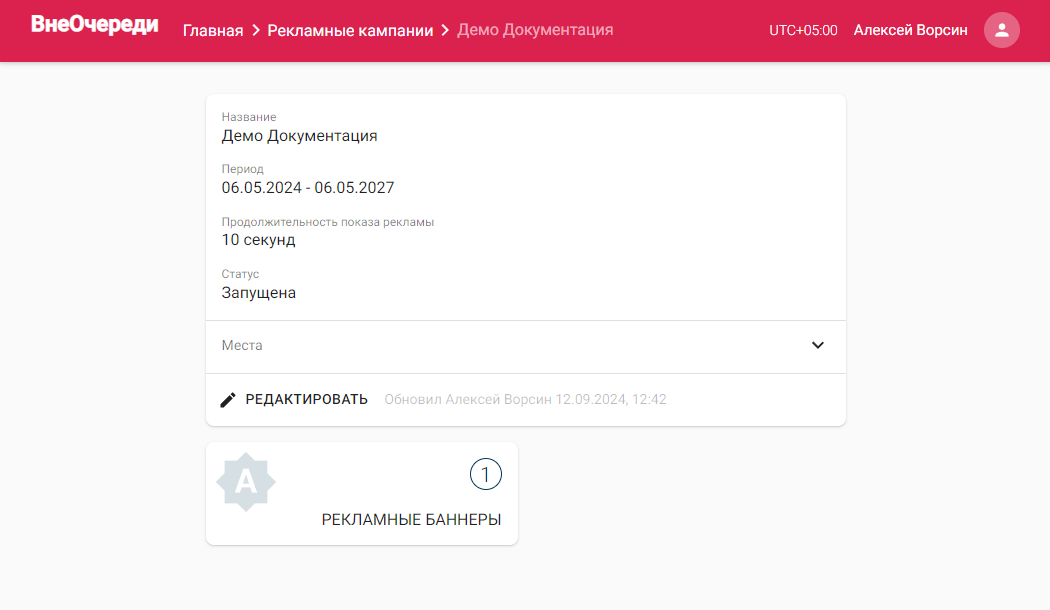 ВнеОчереди
Главная > Рекламные кампании > Демо Документация
UTC+05:00 Алексей Ворсин
Название
Демо Документация
Период
06.05.2024 - 06.05.2027
Продолжительность показа рекламы
10 секунд
Статус
Запущена
Места
РЕДАКТИРОВАТЬ Обновил Алексей Ворсин 12.09.2024, 12:42
A
1
РЕКЛАМНЫЕ БАННЕРЫ